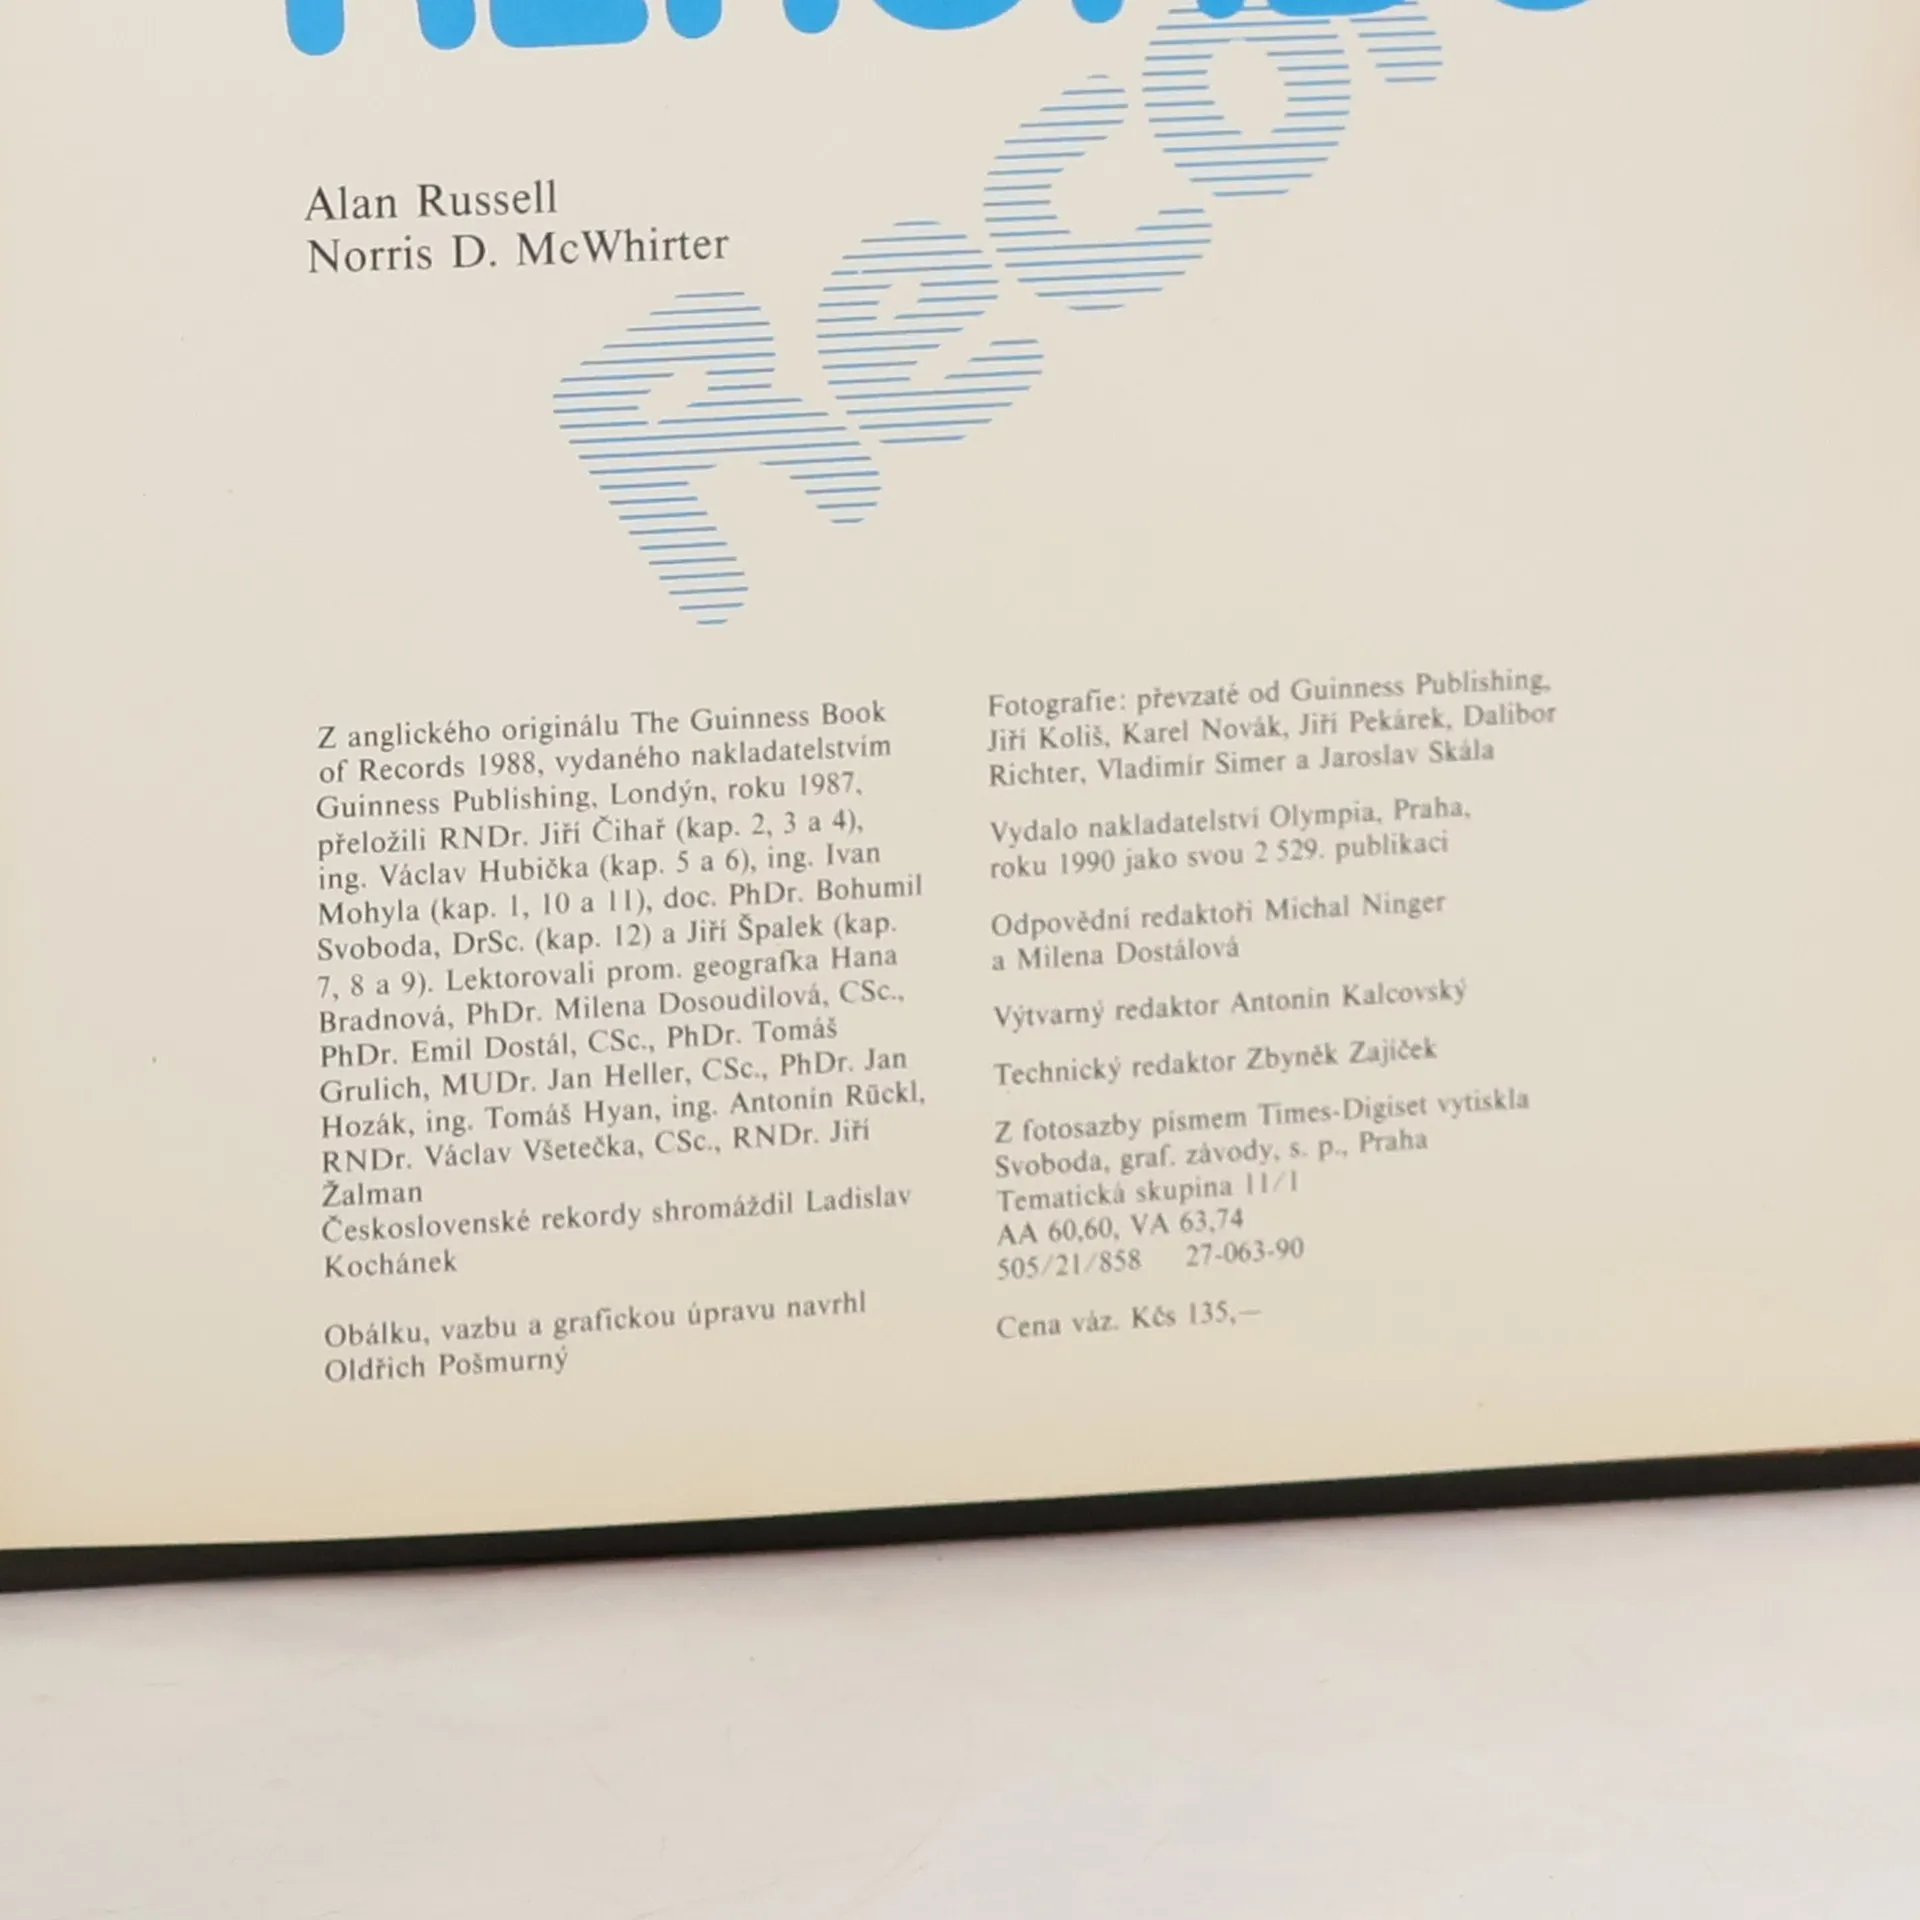 Recor
Alan Russell
Norris D. McWhirter
Z anglického originálu The Guinness Book
of Records 1988, vydaného nakladatelstvím
Guinness Publishing, Londýn, roku 1987,
přeložili RNDr. Jiří Čihař (kap. 2, 3 a 4),
ing. Václav Hubička (kap. 5 a 6), ing. Ivan
Mohyla (kap. 1, 10 a 11), doc. PhDr. Bohumil
Svoboda, DrSc. (kap. 12) a Jiří Špalek (kap.
7, 8 a 9). Lektorovali prom. geografka Hana
Bradnová, PhDr. Milena Dosoudilová, CSc.,
PhDr. Emil Dostál, CSc., PhDr. Tomáš
Grulich, MUDr. Jan Heller, CSc., PhDr. Jan
Hozák, ing. Tomáš Hyan, ing. Antonín Rückl,
RNDr. Václav Všetečka, CSc., RNDr. Jiří
Žalman
Československé rekordy shromáždil Ladislav
Kochánek
Obálku, vazbu a grafickou úpravu navrhl
Oldřich Pošmurný
Fotografie: převzaté od Guinness Publishing,
Jiří Koliš, Karel Novák, Jiří Pekárek, Dalibor
Richter, Vladimír Simer a Jaroslav Skála
Vydalo nakladatelství Olympia, Praha,
roku 1990 jako svou 2 529. publikaci
Odpovědní redaktoři Michal Ninger
a Milena Dostálová
Výtvarný redaktor Antonín Kalcovský
Technický redaktor Zbyněk Zajíček
Z fotosazby písmem Times-Digiset vytiskla
Svoboda, graf. závody, s. p., Praha
Tematická skupina 11/1
AA 60,60, VA 63,74
505/21/858 27-063-90
Cena váz. Kčs 135,—